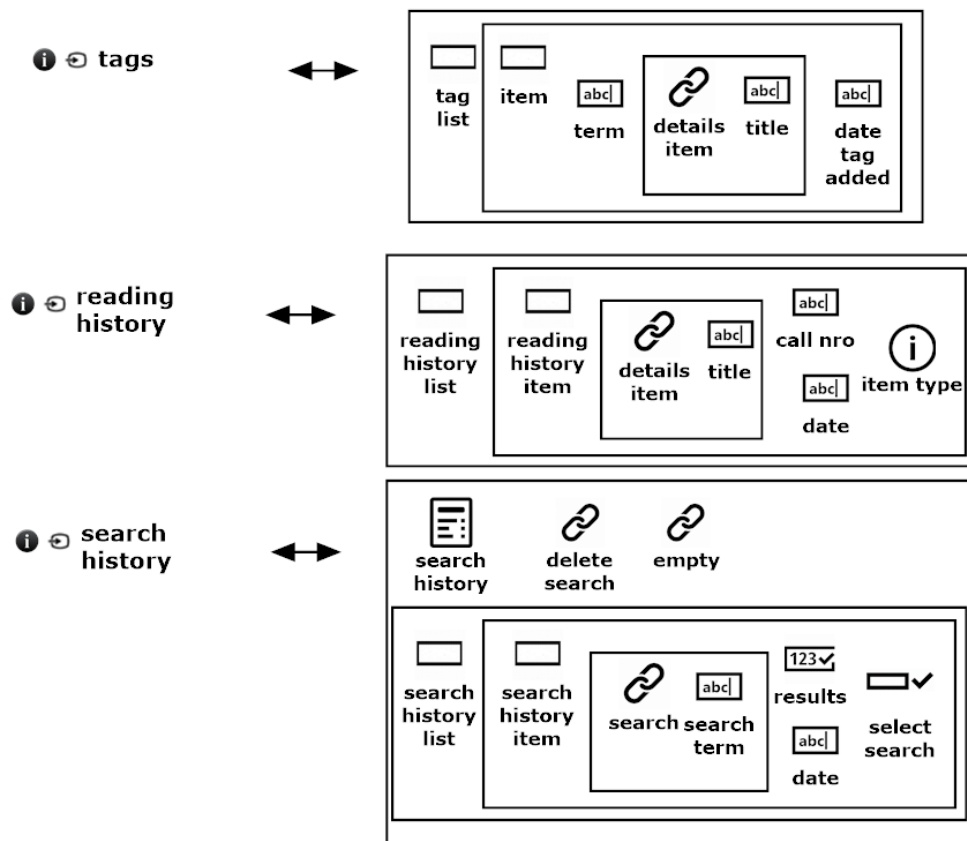 i tags
tag
list
item
abc
term
details
item
abc
title
abc
date
tag
added
i reading
history
reading
history
list
reading
history
item
details
item
abc
title
abc
call nro
abc
date
i
item type
i search
history
search
history
delete
search
empty
search
history
list
search
history
item
search
abc
search
term
123
results
abc
date
select
search